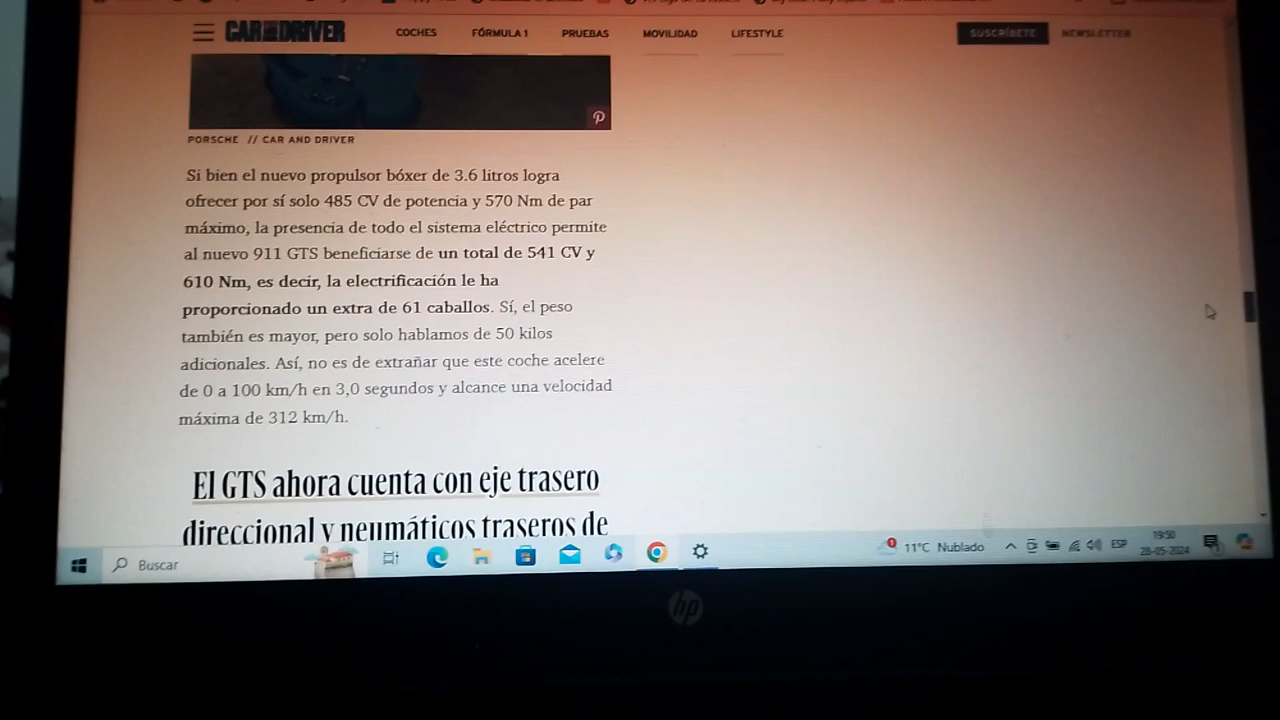 CAR AND DRIVER
COCHES
FÓRMULA 1
PRUEBAS
MOVILIDAD
LIFESTYLE
SUSCRÍBETE
NEWSLETTER
PORSCHE // CAR AND DRIVER
Si bien el nuevo propulsor bóxer de 3.6 litros logra
ofrecer por sí solo 485 CV de potencia y 570 Nm de par
máximo, la presencia de todo el sistema eléctrico permite
al nuevo 911 GTS beneficiarse de un total de 541 CV y
610 Nm, es decir, la electrificación le ha
proporcionado un extra de 61 caballos. Sí, el peso
también es mayor, pero solo hablamos de 50 kilos
adicionales. Así, no es de extrañar que este coche acelere
de 0 a 100 km/h en 3,0 segundos y alcance una velocidad
máxima de 312 km/h.
El GTS ahora cuenta con eje trasero
direccional y neumáticos traseros de
Buscar
11°C Nublado
ESP
19:50
28-05-2024
hp